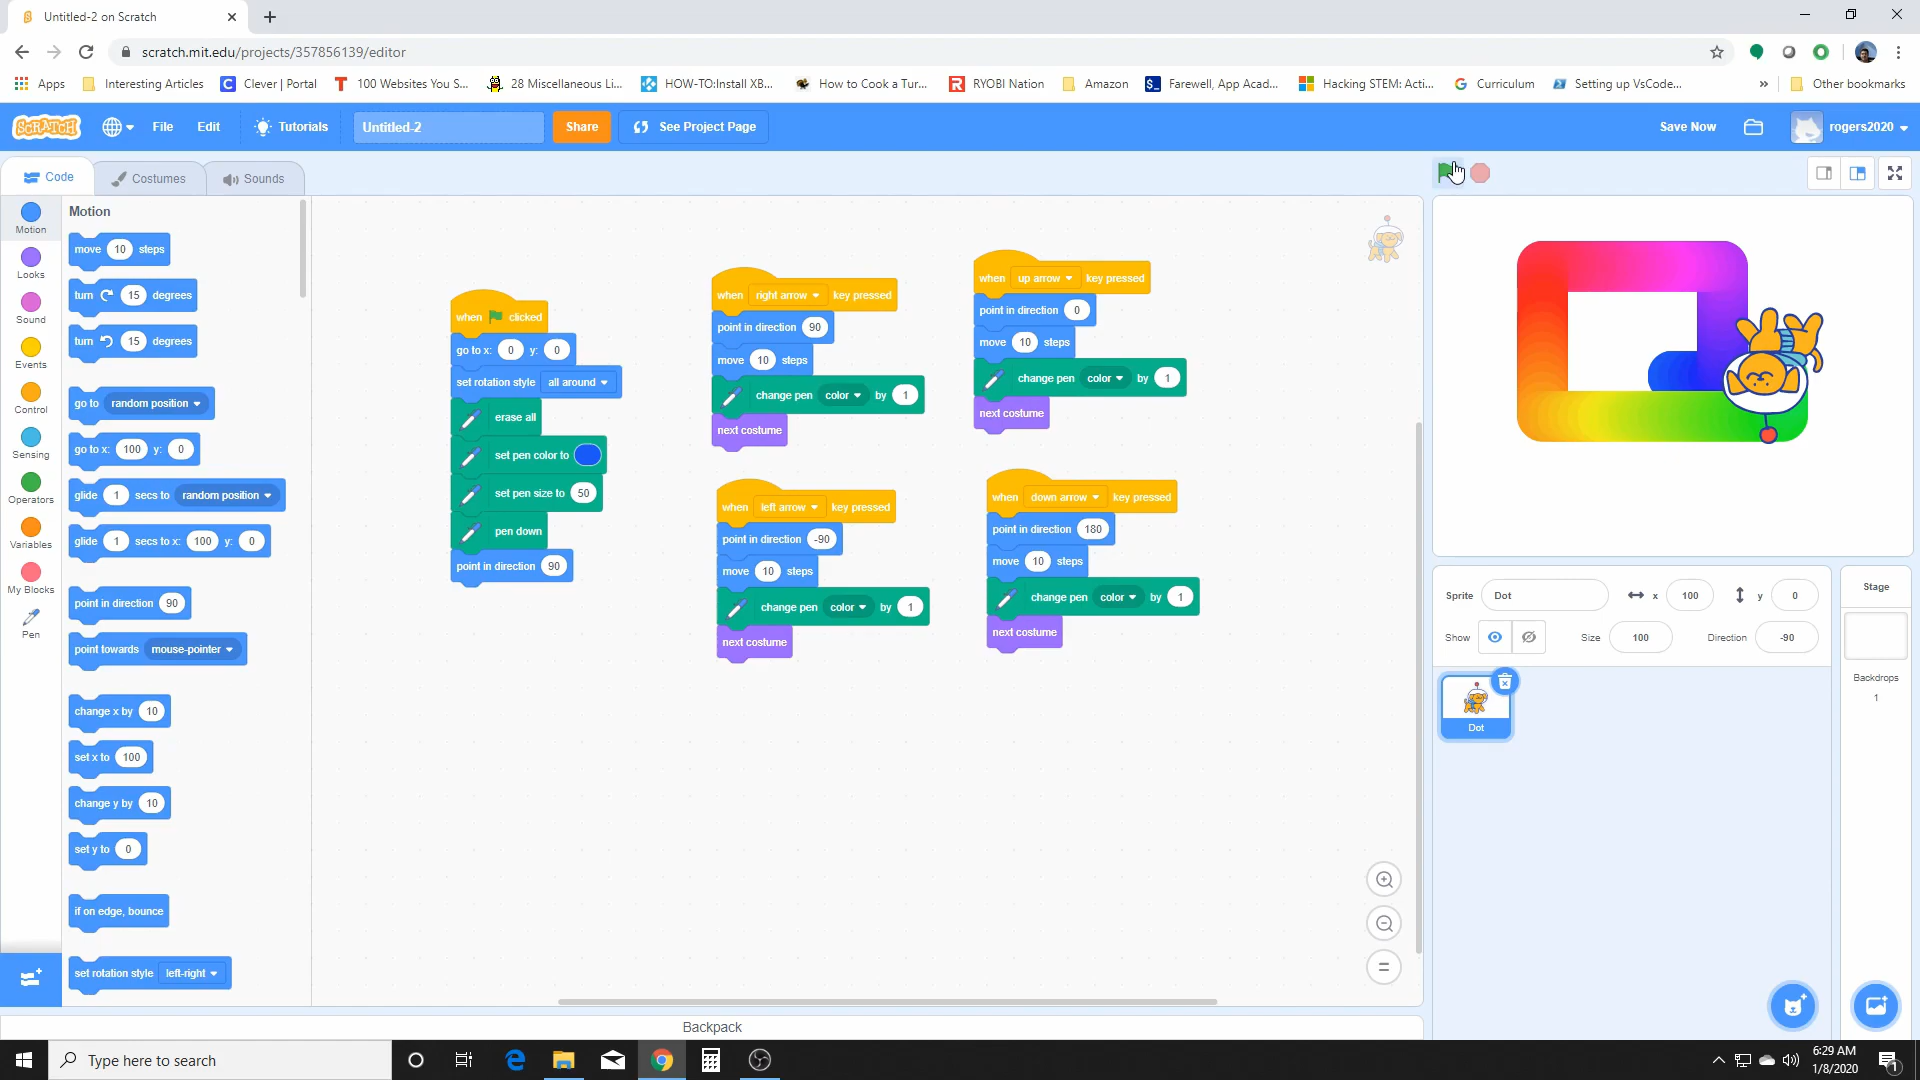 Untitled-2 on Scratch
scratch.mit.edu/projects/357856139/editor
Apps Interesting Articles Clever | Portal 100 Websites You S... 28 Miscellaneous Li... HOW-TO:Install XB... How to Cook a Tur... RYOBI Nation Amazon Farewell, App Acad... Hacking STEM: Acti... Curriculum Setting up VsCode... » Other bookmarks
SCRATCH File Edit Tutorials Untitled-2 Share See Project Page Save Now rogers2020
Code Costumes Sounds
Motion
Looks
Sound
Events
Control
Sensing
Operators
Variables
My Blocks
Pen
Motion
move 10 steps
turn 15 degrees
turn 15 degrees
go to random position
go to x: 100 y: 0
glide 1 secs to random position
glide 1 secs to x: 100 y: 0
point in direction 90
point towards mouse-pointer
change x by 10
set x to 100
change y by 10
set y to 0
if on edge, bounce
set rotation style left-right
when clicked
go to x: 0 y: 0
set rotation style all around
erase all
set pen color to
set pen size to 50
pen down
point in direction 90
when right arrow key pressed
point in direction 90
move 10 steps
change pen color by 1
next costume
when left arrow key pressed
point in direction -90
move 10 steps
change pen color by 1
next costume
when up arrow key pressed
point in direction 0
move 10 steps
change pen color by 1
next costume
when down arrow key pressed
point in direction 180
move 10 steps
change pen color by 1
next costume
Sprite Dot x 100 y 0
Show Size 100 Direction -90
Dot
Stage
Backdrops
1
Backpack
Type here to search
6:29 AM
1/8/2020
1